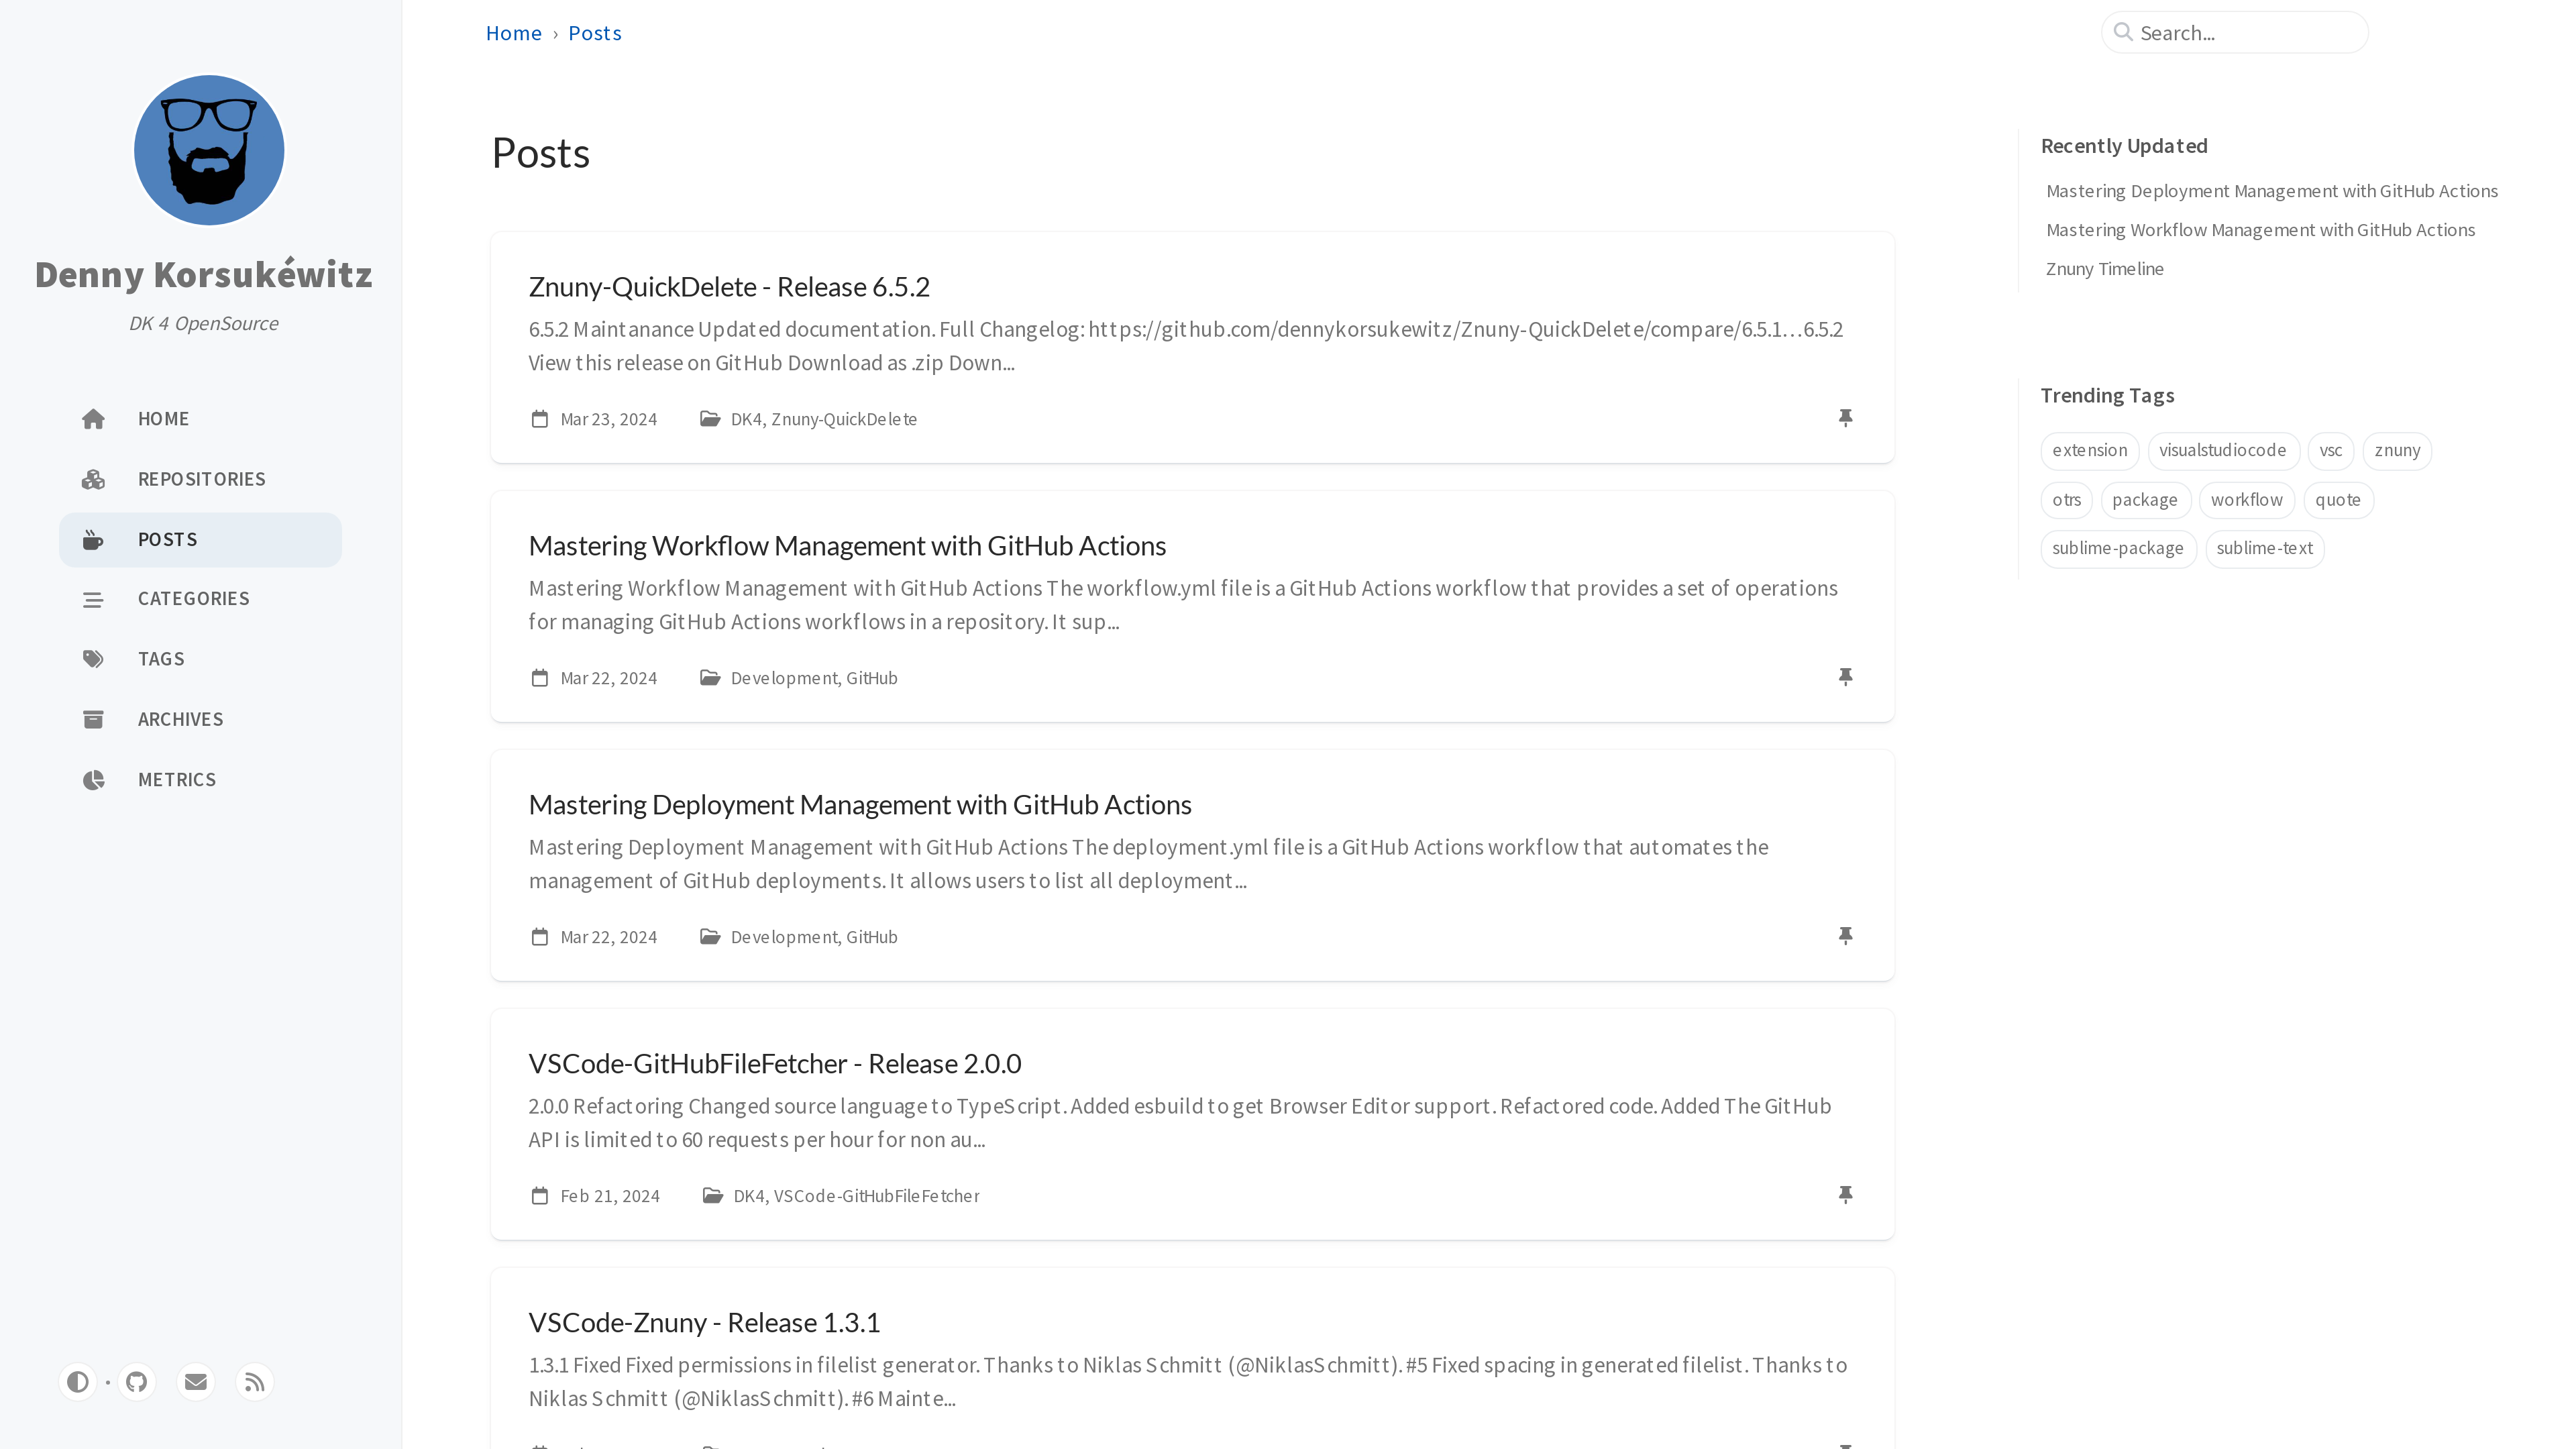 Denny Korsukéwitz
DK 4 OpenSource
HOME
REPOSITORIES
POSTS
CATEGORIES
TAGS
ARCHIVES
METRICS
Home › Posts
Search...
Posts
Znuny-QuickDelete - Release 6.5.2
6.5.2 Maintanance Updated documentation. Full Changelog: https://github.com/dennykorsukewitz/Znuny-QuickDelete/compare/6.5.1…6.5.2
View this release on GitHub Download as .zip Down...
Mar 23, 2024 DK4, Znuny-QuickDelete
Mastering Workflow Management with GitHub Actions
Mastering Workflow Management with GitHub Actions The workflow.yml file is a GitHub Actions workflow that provides a set of operations
for managing GitHub Actions workflows in a repository. It sup...
Mar 22, 2024 Development, GitHub
Mastering Deployment Management with GitHub Actions
Mastering Deployment Management with GitHub Actions The deployment.yml file is a GitHub Actions workflow that automates the
management of GitHub deployments. It allows users to list all deployment...
Mar 22, 2024 Development, GitHub
VSCode-GitHubFileFetcher - Release 2.0.0
2.0.0 Refactoring Changed source language to TypeScript. Added esbuild to get Browser Editor support. Refactored code. Added The GitHub
API is limited to 60 requests per hour for non au...
Feb 21, 2024 DK4, VSCode-GitHubFileFetcher
VSCode-Znuny - Release 1.3.1
1.3.1 Fixed Fixed permissions in filelist generator. Thanks to Niklas Schmitt (@NiklasSchmitt). #5 Fixed spacing in generated filelist. Thanks to
Niklas Schmitt (@NiklasSchmitt). #6 Mainte...
Recently Updated
Mastering Deployment Management with GitHub Actions
Mastering Workflow Management with GitHub Actions
Znuny Timeline
Trending Tags
extension visualstudiocode vsc znuny
otrs package workflow quote
sublime-package sublime-text